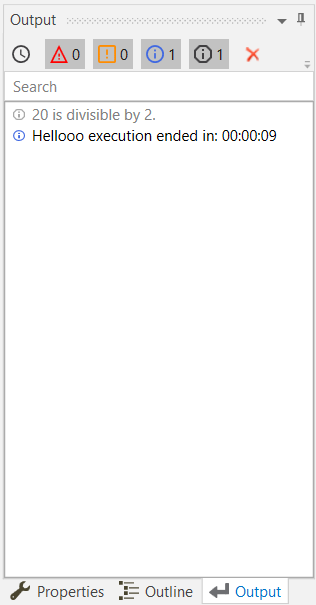 Output
0 0 1 1
Search
20 is divisible by 2.
Hellooo execution ended in: 00:00:09
Properties Outline Output